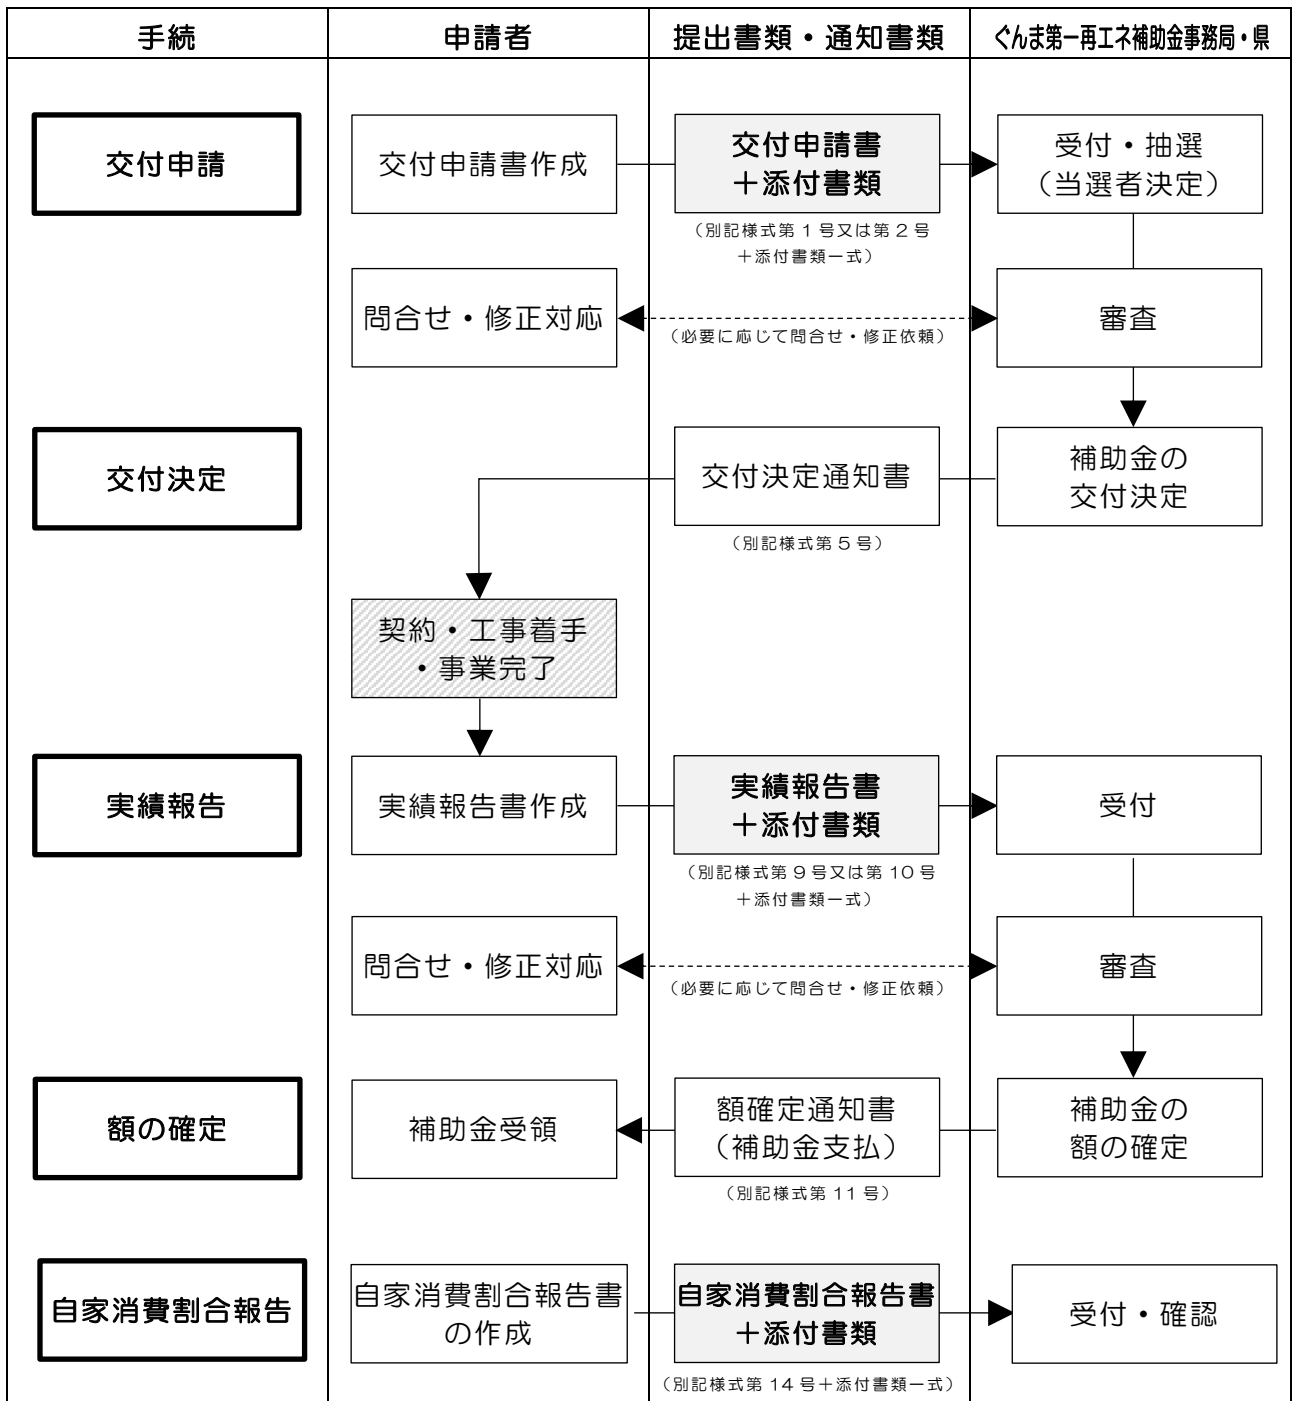 手続
申請者
提出書類・通知書類
ぐんま第一再エネ補助金事務局・県
交付申請
交付申請書作成
交付申請書
＋添付書類
（別記様式第１号又は第２号
＋添付書類一式）
受付・抽選
（当選者決定）
問合せ・修正対応
（必要に応じて問合せ・修正依頼）
審査
交付決定
交付決定通知書
（別記様式第５号）
補助金の
交付決定
契約・工事着手
・事業完了
実績報告
実績報告書作成
実績報告書
＋添付書類
（別記様式第９号又は第10号
＋添付書類一式）
受付
問合せ・修正対応
（必要に応じて問合せ・修正依頼）
審査
額の確定
補助金受領
額確定通知書
（補助金支払）
（別記様式第11号）
補助金の
額の確定
自家消費割合報告
自家消費割合報告書
の作成
自家消費割合報告書
＋添付書類
（別記様式第14号＋添付書類一式）
受付・確認